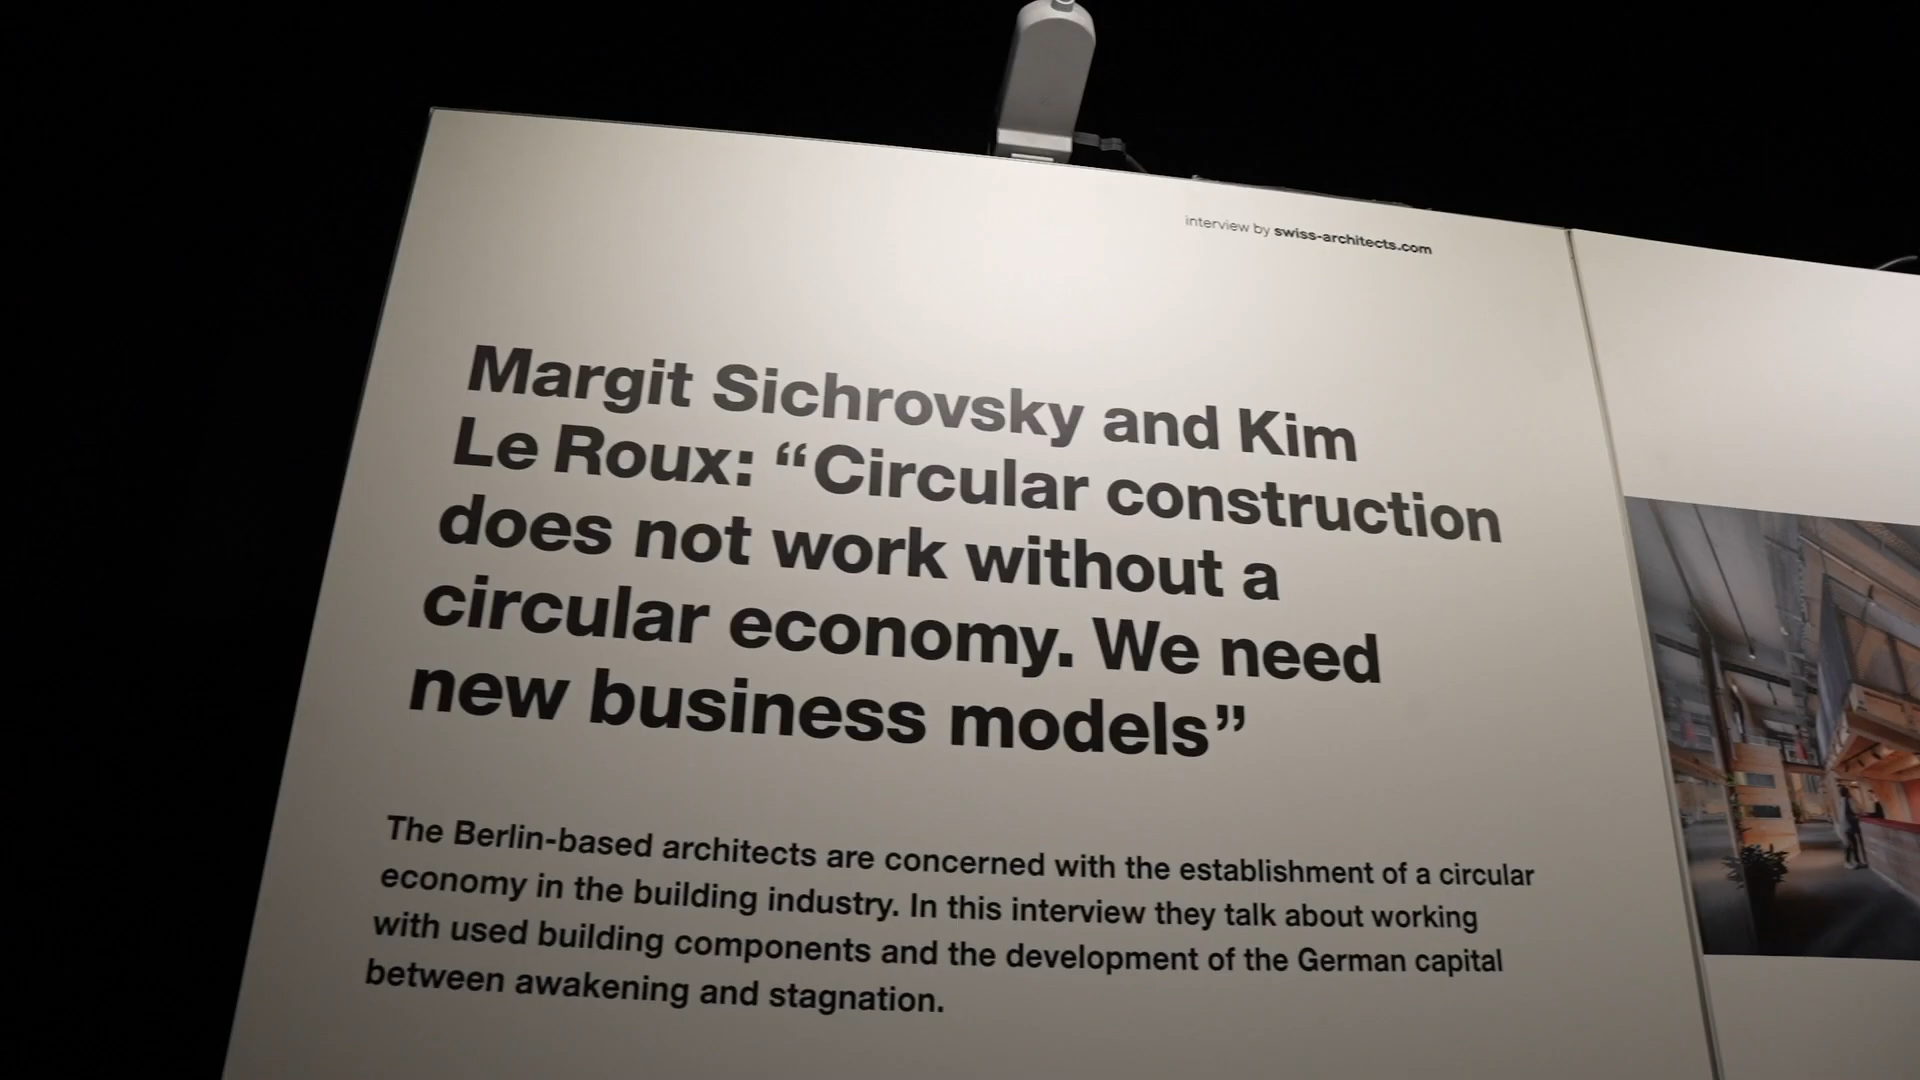 interview by swiss-architects.com
Margit Sichrovsky and Kim
Le Roux: “Circular construction
does not work without a
circular economy. We need
new business models”
The Berlin-based architects are concerned with the establishment of a circular
economy in the building industry. In this interview they talk about working
with used building components and the development of the German capital
between awakening and stagnation.